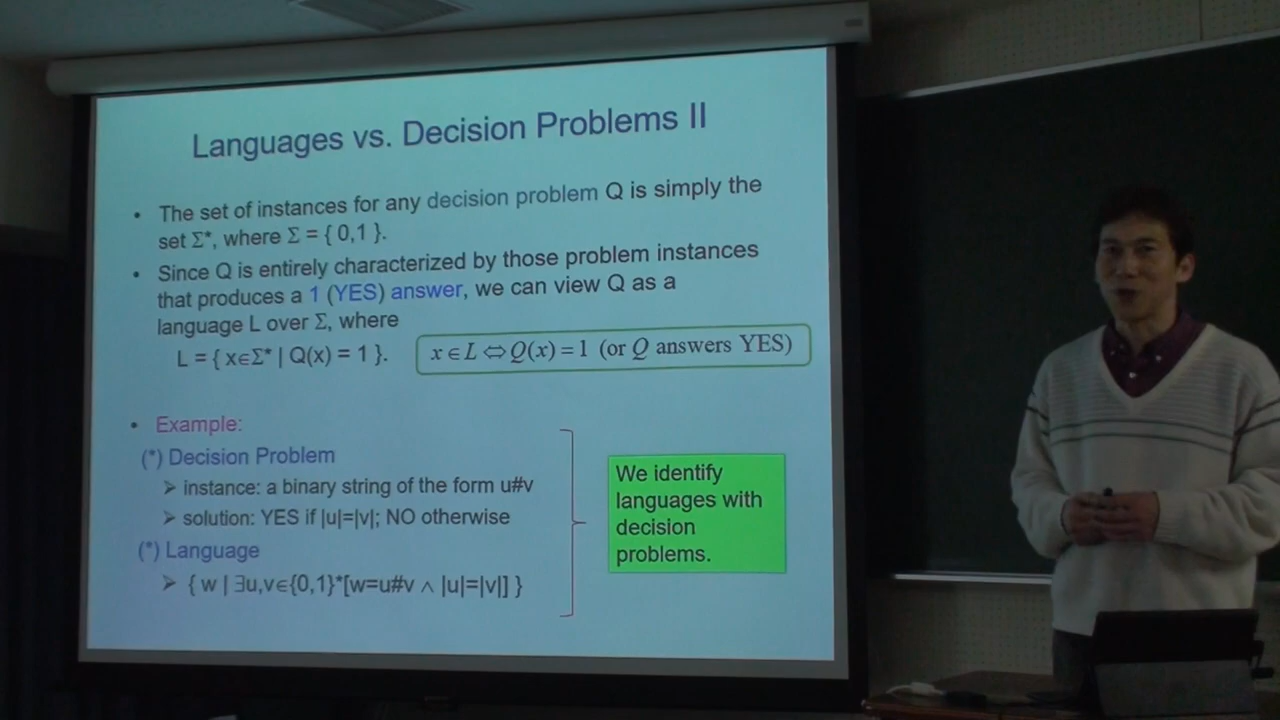 Languages vs. Decision Problems II
• The set of instances for any decision problem Q is simply the
set Σ*, where Σ = { 0,1 }.
• Since Q is entirely characterized by those problem instances
that produces a 1 (YES) answer, we can view Q as a
language L over Σ, where
L = { x∈Σ* | Q(x) = 1 }.
x ∈ L ⇔ Q(x) = 1 (or Q answers YES)
• Example:
(*) Decision Problem
➢ instance: a binary string of the form u#v
➢ solution: YES if |u|=|v|; NO otherwise
(*) Language
➢ { w | ∃u,v∈{0,1}*[w=u#v ∧ |u|=|v|] }
We identify
languages with
decision
problems.